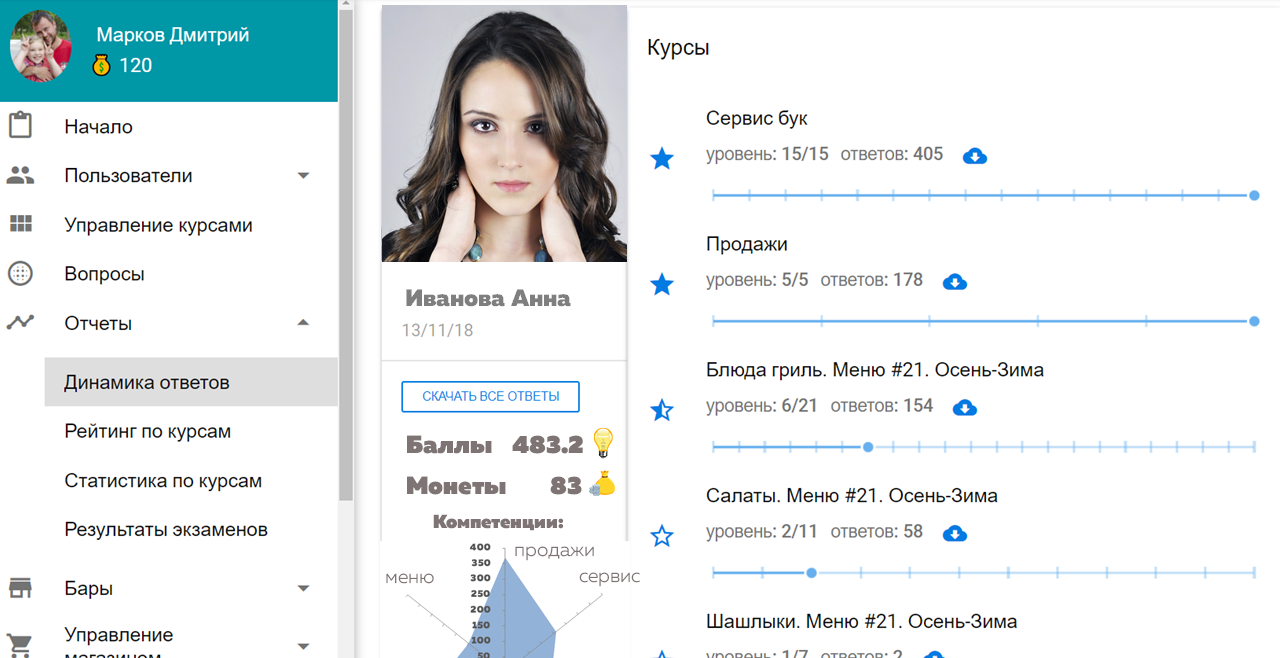 Марков Дмитрий
120
Начало
Пользователи
Управление курсами
Вопросы
Отчеты
Динамика ответов
Рейтинг по курсам
Статистика по курсам
Результаты экзаменов
Бары
Управление
магазином
Иванова Анна
13/11/18
СКАЧАТЬ ВСЕ ОТВЕТЫ
Баллы 483.2
Монеты 83
Компетенции:
400
продажи
350
меню
сервис
300
250
200
150
100
50
Курсы
Сервис бук
уровень: 15/15 ответов: 405
Продажи
уровень: 5/5 ответов: 178
Блюда гриль. Меню #21. Осень-Зима
уровень: 6/21 ответов: 154
Салаты. Меню #21. Осень-Зима
уровень: 2/11 ответов: 58
Шашлыки. Меню #21. Осень-Зима
уровень: 1/7 ответов: 2